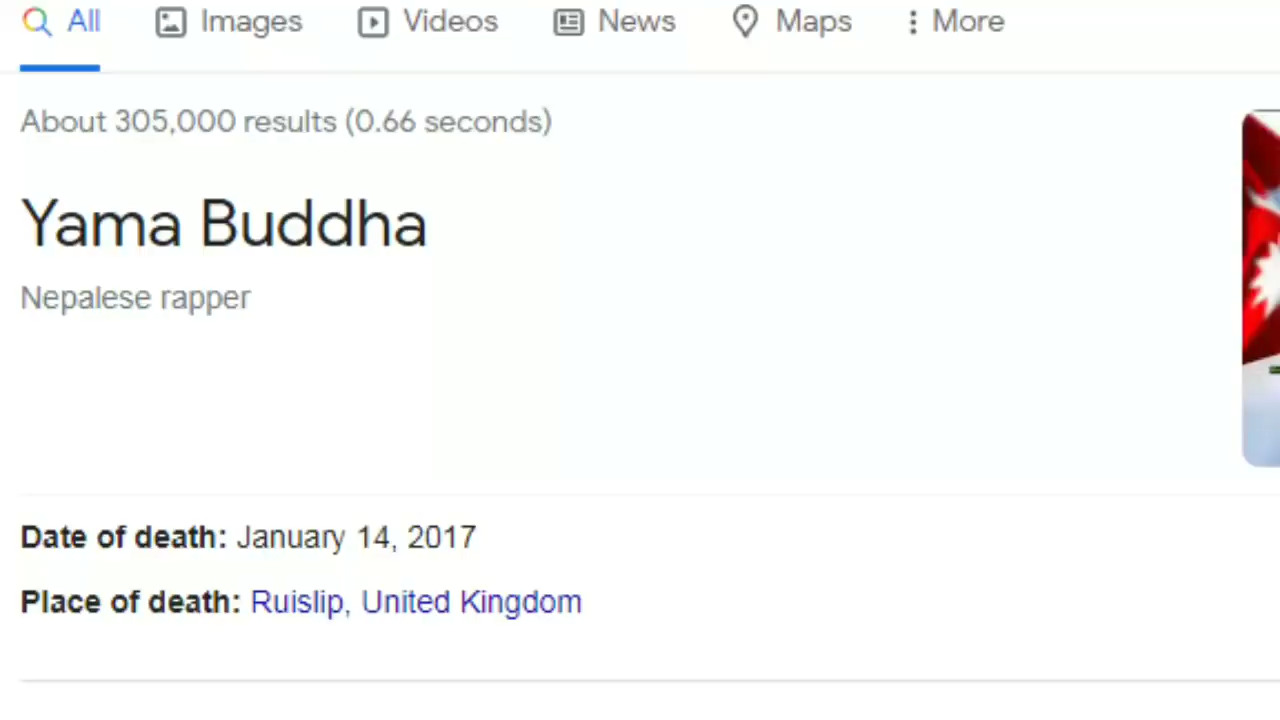 All Images Videos News Maps More
About 305,000 results (0.66 seconds)
Yama Buddha
Nepalese rapper
Date of death: January 14, 2017
Place of death: Ruislip, United Kingdom